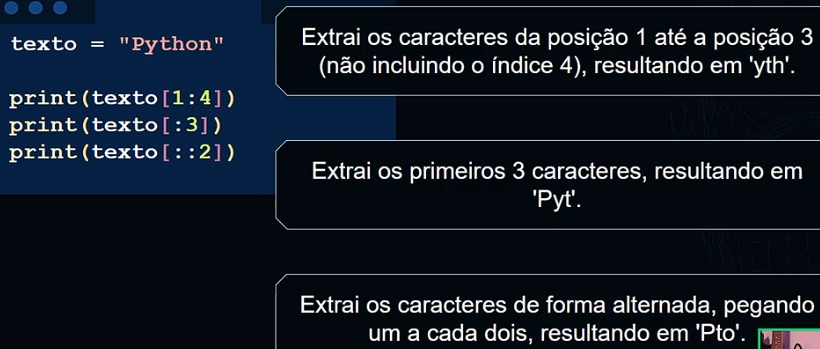 texto = "Python"
print(texto[1:4])
print(texto[:3])
print(texto[::2])
Extrai os caracteres da posição 1 até a posição 3
(não incluindo o índice 4), resultando em 'yth'.
Extrai os primeiros 3 caracteres, resultando em
'Pyt'.
Extrai os caracteres de forma alternada, pegando
um a cada dois, resultando em 'Pto'.